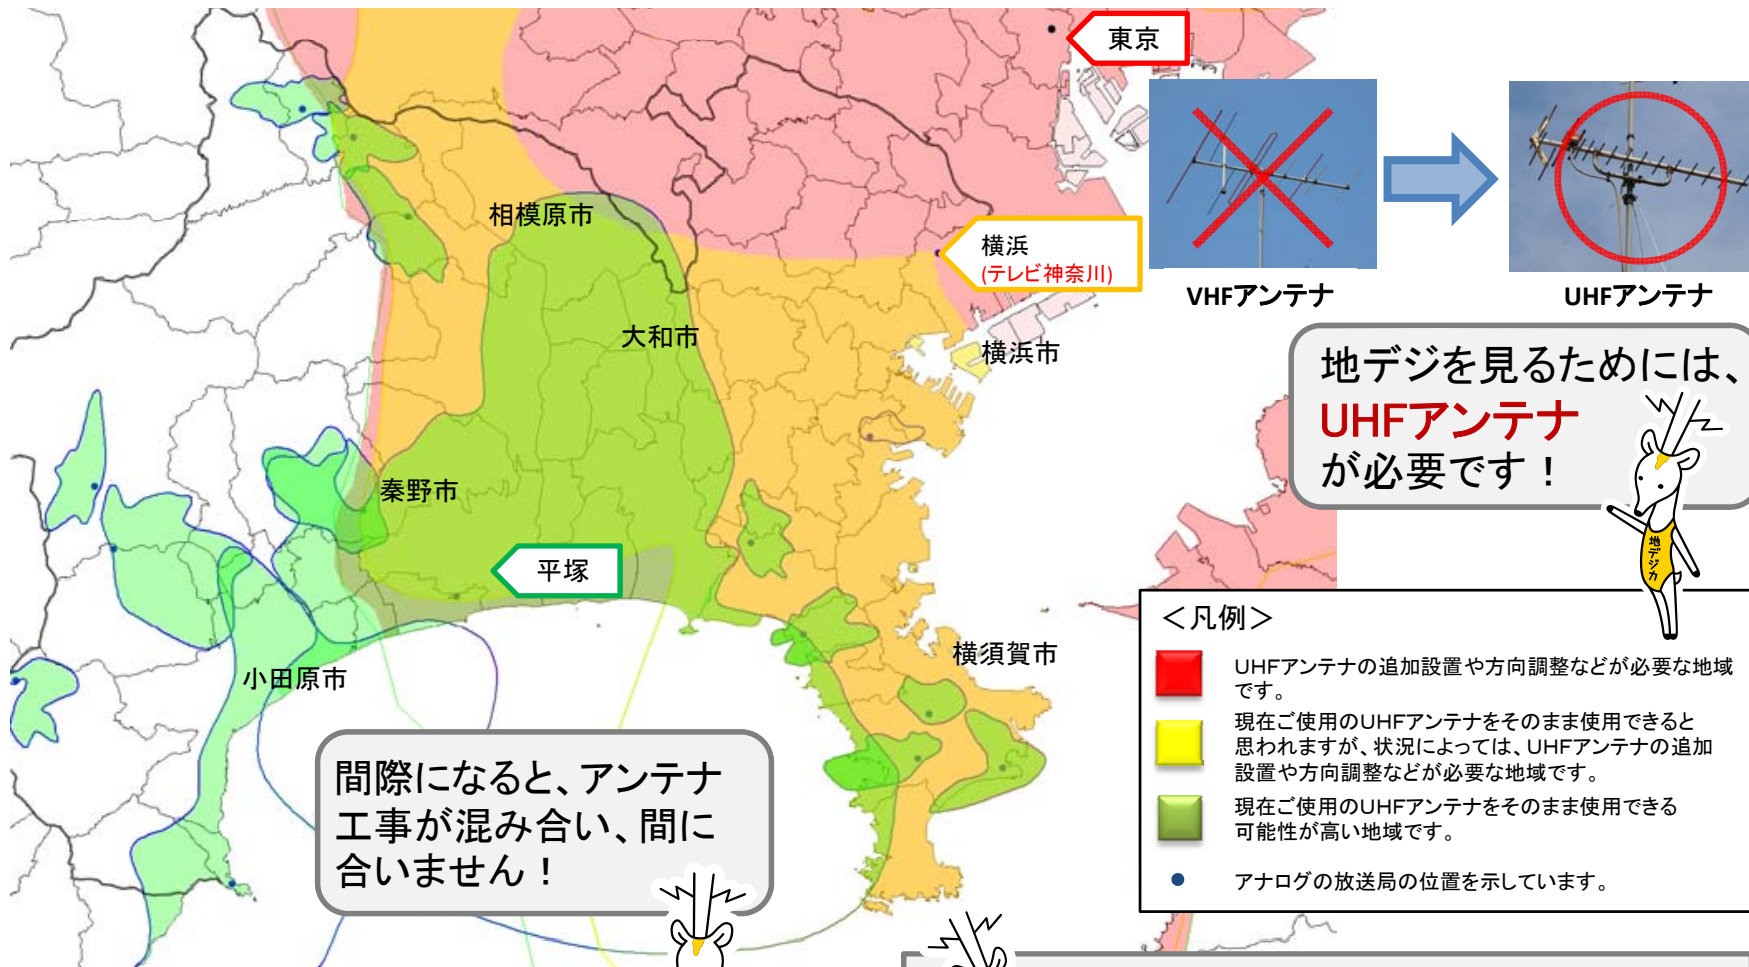 東京
相模原市
横浜
(テレビ神奈川)
VHFアンテナ
UHFアンテナ
大和市
横浜市
地デジを見るためには、
UHFアンテナ
が必要です！
地デジカ
秦野市
平塚
小田原市
横須賀市
＜凡例＞
UHFアンテナの追加設置や方向調整などが必要な地域
です。
現在ご使用のUHFアンテナをそのまま使用できると
思われますが、状況によっては、UHFアンテナの追加
設置や方向調整などが必要な地域です。
現在ご使用のUHFアンテナをそのまま使用できる
可能性が高い地域です。
アナログの放送局の位置を示しています。
間際になると、アンテナ
工事が混み合い、間に
合いません！